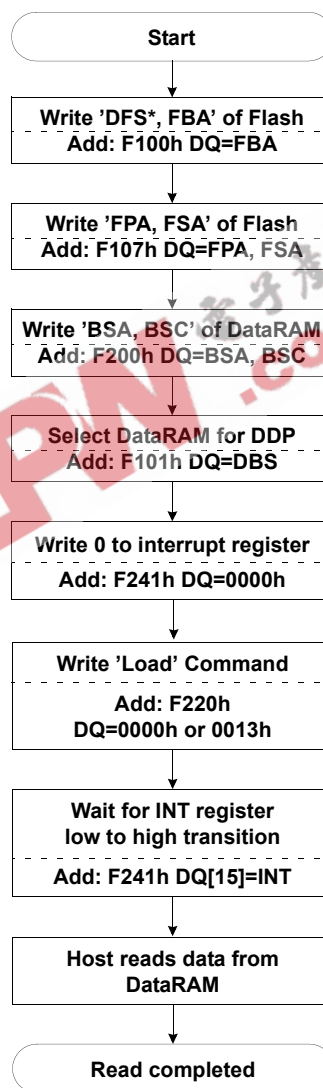 Start
Write ’DFS*, FBA’ of Flash
Add: F100h DQ=FBA
Write ’FPA, FSA’ of Flash
Add: F107h DQ=FPA, FSA
Write ’BSA, BSC’ of DataRAM
Add: F200h DQ=BSA, BSC
Select DataRAM for DDP
Add: F101h DQ=DBS
Write 0 to interrupt register
Add: F241h DQ=0000h
Write ’Load’ Command
Add: F220h
DQ=0000h or 0013h
Wait for INT register
low to high transition
Add: F241h DQ[15]=INT
Host reads data from
DataRAM
Read completed